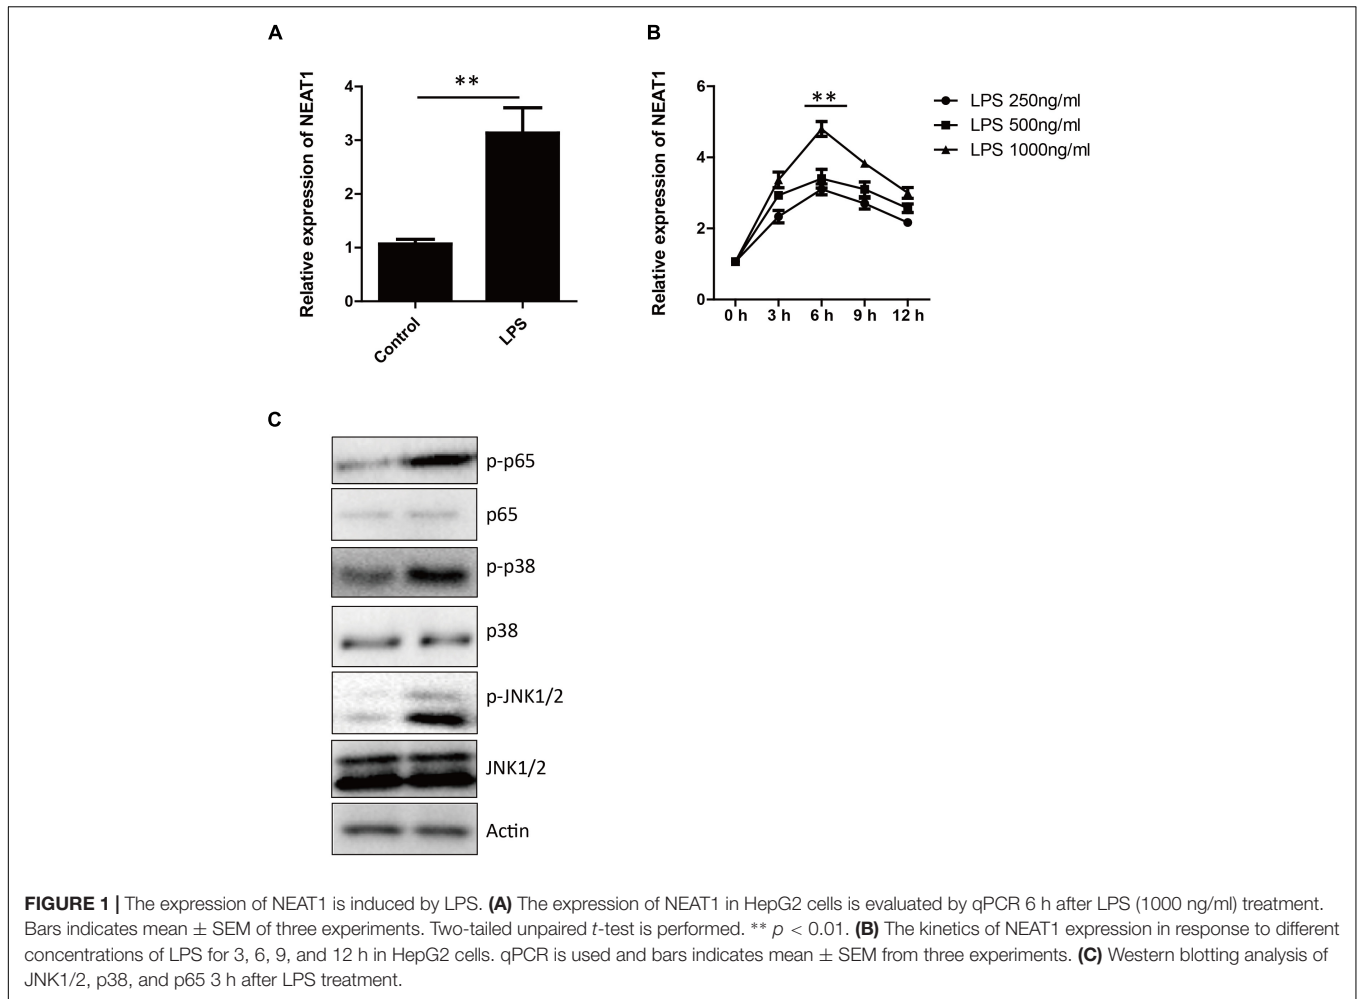 A
Relative expression of NEAT1
4
3
2
1
0
**
Control
LPS
B
Relative expression of NEAT1
6
4
2
0
**
0 h 3 h 6 h 9 h 12 h
LPS 250ng/ml
LPS 500ng/ml
LPS 1000ng/ml
C
p-p65
p65
p-p38
p38
p-JNK1/2
JNK1/2
Actin
FIGURE 1 | The expression of NEAT1 is induced by LPS. (A) The expression of NEAT1 in HepG2 cells is evaluated by qPCR 6 h after LPS (1000 ng/ml) treatment.
Bars indicates mean ± SEM of three experiments. Two-tailed unpaired t-test is performed. ** p < 0.01. (B) The kinetics of NEAT1 expression in response to different
concentrations of LPS for 3, 6, 9, and 12 h in HepG2 cells. qPCR is used and bars indicates mean ± SEM from three experiments. (C) Western blotting analysis of
JNK1/2, p38, and p65 3 h after LPS treatment.